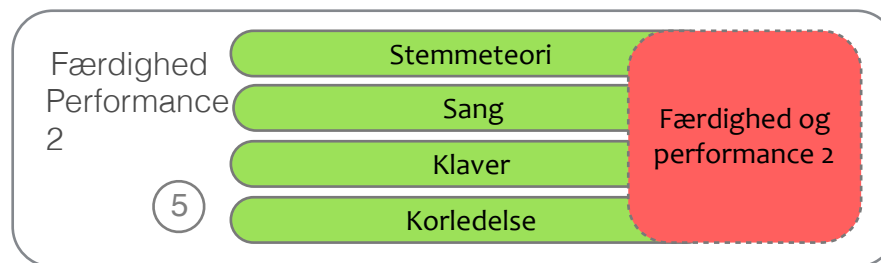 Færdighed
Performance
2
5
Stemmeteori
Sang
Klaver
Korledelse
Færdighed og
performance 2